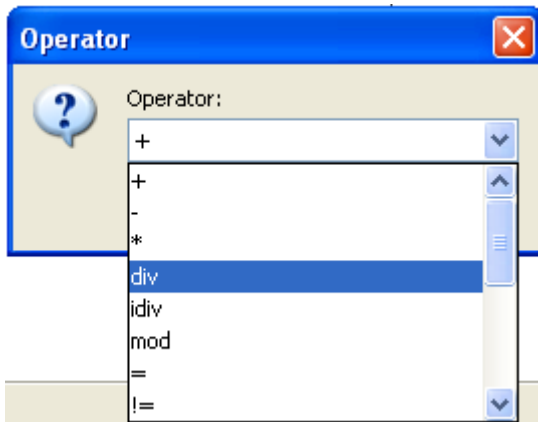 Operator
Operator:
+
+
-
*
div
idiv
mod
=
!=